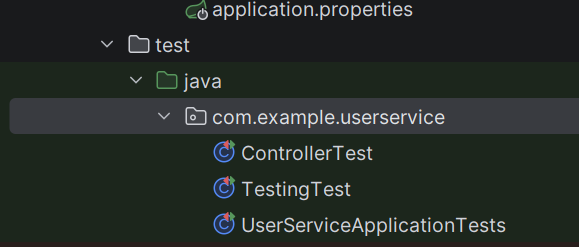 application.properties
test
java
com.example.userservice
ControllerTest
TestingTest
UserServiceApplicationTests